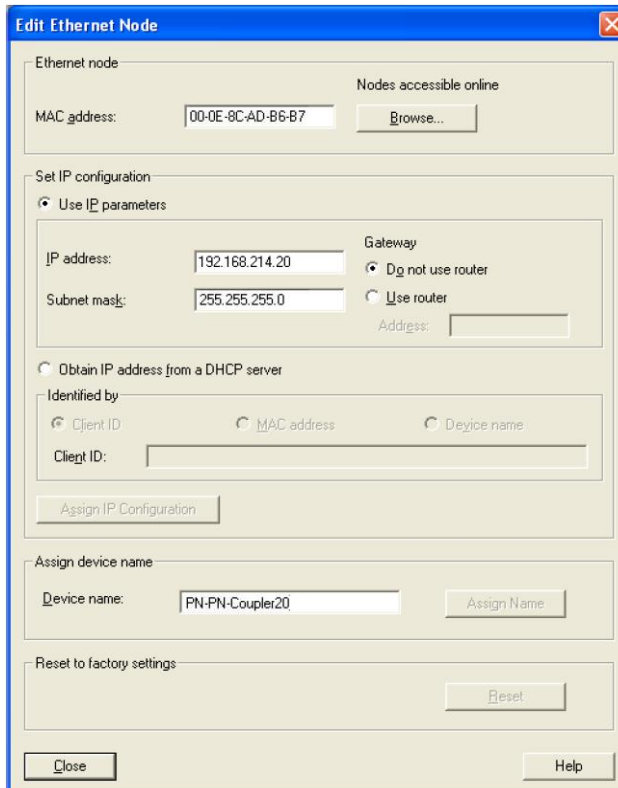 Edit Ethernet Node
Ethernet node
Nodes accessible online
MAC address:
00-0E-8C-AD-B6-B7
Browse...
Set IP configuration
Use IP parameters
Gateway
IP address:
192.168.214.20
Do not use router
Subnet mask:
255.255.255.0
Use router
Address:
Obtain IP address from a DHCP server
Identified by
Client ID
MAC address
Device name
Client ID:
Assign IP Configuration
Assign device name
Device name:
PN-PN-Coupler20
Assign Name
Reset to factory settings
Reset
Close
Help